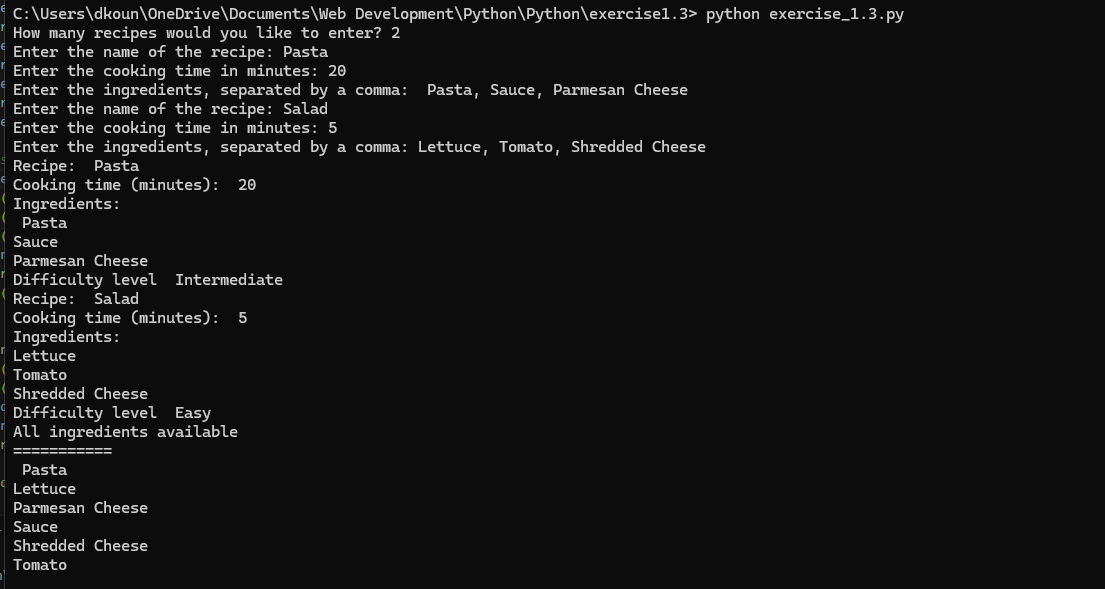 C:\Users\dkoun\OneDrive\Documents\Web Development\Python\Python\exercise1.3> python exercise_1.3.py
How many recipes would you like to enter? 2
Enter the name of the recipe: Pasta
Enter the cooking time in minutes: 20
Enter the ingredients, separated by a comma:  Pasta, Sauce, Parmesan Cheese
Enter the name of the recipe: Salad
Enter the cooking time in minutes: 5
Enter the ingredients, separated by a comma: Lettuce, Tomato, Shredded Cheese
Recipe:  Pasta
Cooking time (minutes):  20
Ingredients:
 Pasta
Sauce
Parmesan Cheese
Difficulty level  Intermediate
Recipe:  Salad
Cooking time (minutes):  5
Ingredients:
Lettuce
Tomato
Shredded Cheese
Difficulty level  Easy
All ingredients available
===========
 Pasta
Lettuce
Parmesan Cheese
Sauce
Shredded Cheese
Tomato